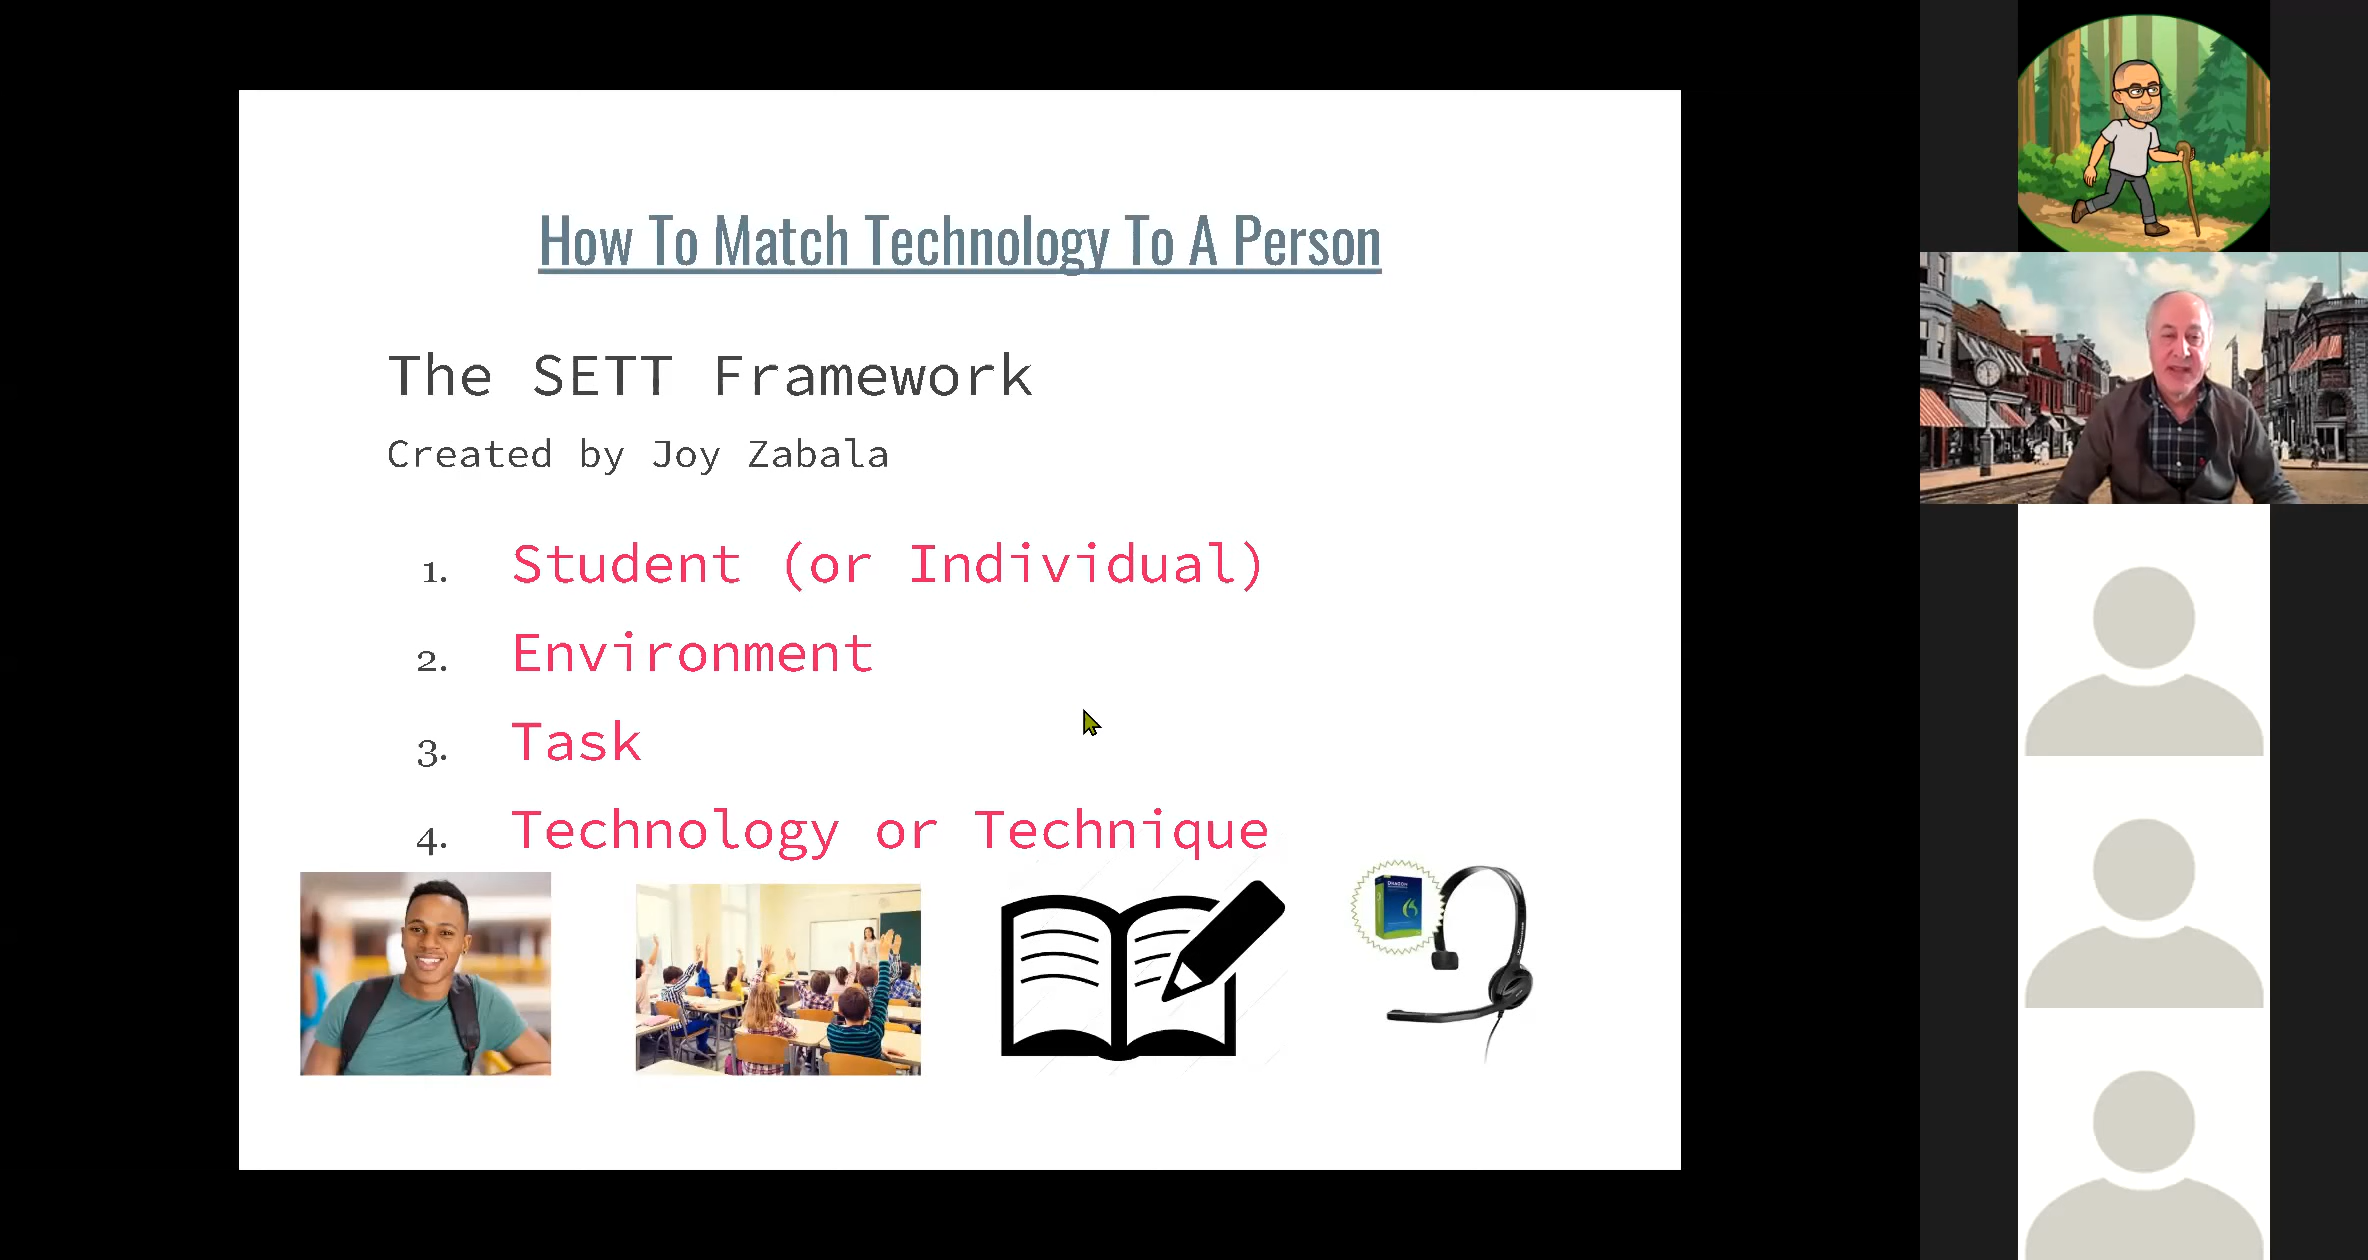 How To Match Technology To A Person
The SETT Framework
Created by Joy Zabala
1. Student (or Individual)
2. Environment
3. Task
4. Technology or Technique
DRAGON